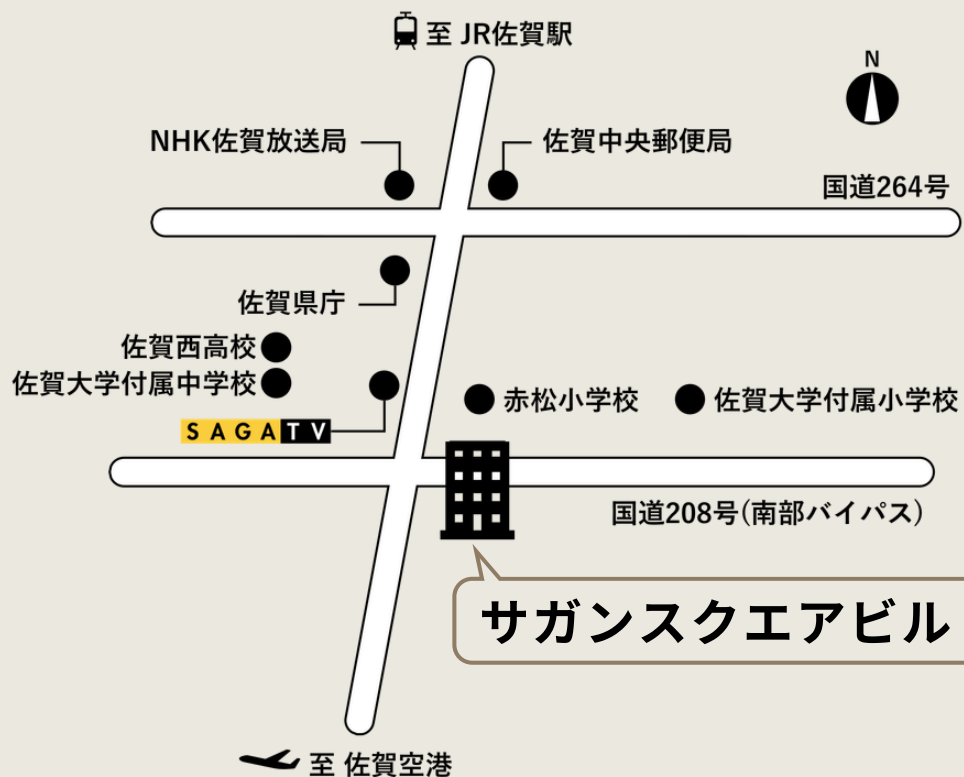 至 JR佐賀駅
N
NHK佐賀放送局
佐賀中央郵便局
国道264号
佐賀県庁
佐賀西高校
佐賀大学付属中学校
赤松小学校
佐賀大学付属小学校
SAGATV
国道208号(南部バイパス)
サガンスクエアビル
至 佐賀空港